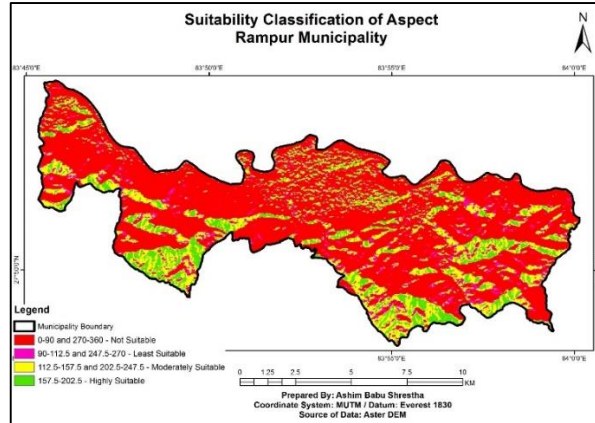 Suitability Classification of Aspect
Rampur Municipality
N
83°45'0"E
83°50'0"E
83°55'0"E
84°0'0"E
Legend
Municipality Boundary
0-90 and 270-360 - Not Suitable
90-112.5 and 247.5-270 - Least Suitable
112.5-157.5 and 202.5-247.5 - Moderately Suitable
157.5-202.5 - Highly Suitable
83°55'0"E
84°0'0"E
0 1.25 2.5 5 7.5 10
KM
Prepared By: Ashim Babu Shrestha
Coordinate System: MUTM / Datum: Everest 1830
Source of Data: Aster DEM